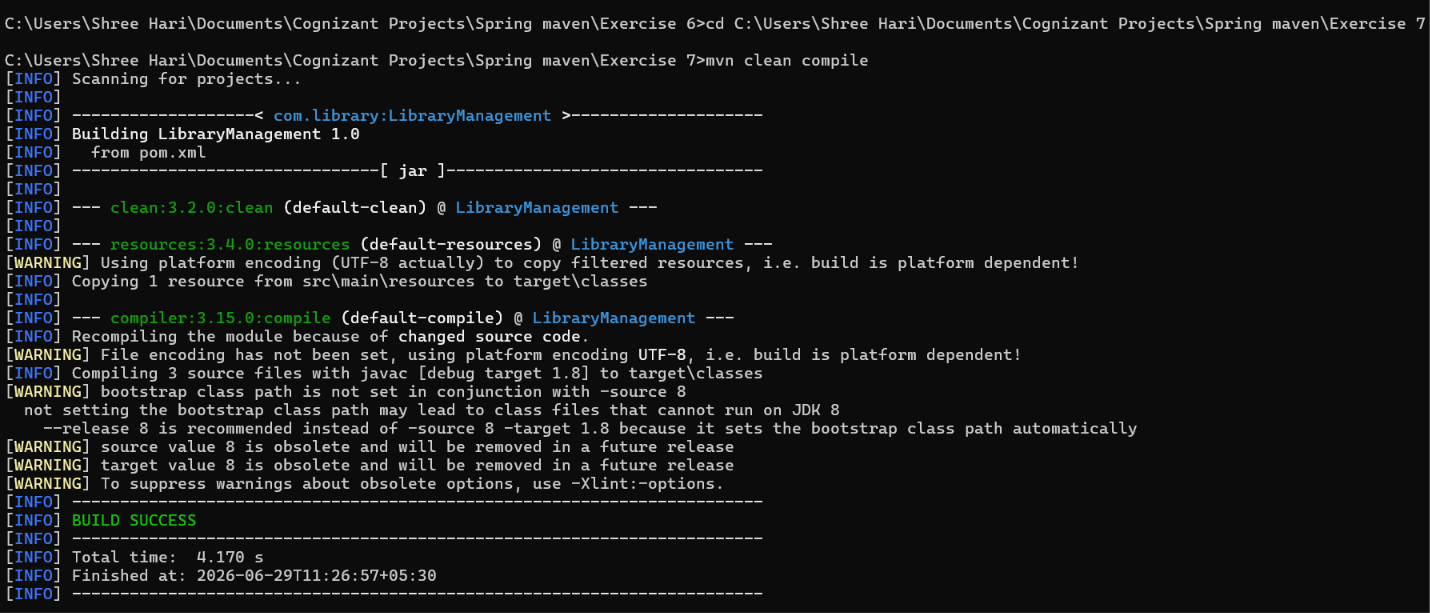 C:\Users\Shree Hari\Documents\Cognizant Projects\Spring maven\Exercise 6>cd C:\Users\Shree Hari\Documents\Cognizant Projects\Spring maven\Exercise 7
C:\Users\Shree Hari\Documents\Cognizant Projects\Spring maven\Exercise 7>mvn clean compile
[INFO] Scanning for projects...
[INFO]
[INFO] -------------------< com.library:LibraryManagement >--------------------
[INFO] Building LibraryManagement 1.0
[INFO]   from pom.xml
[INFO] --------------------------------[ jar ]---------------------------------
[INFO]
[INFO] --- clean:3.2.0:clean (default-clean) @ LibraryManagement ---
[INFO]
[INFO] --- resources:3.4.0:resources (default-resources) @ LibraryManagement ---
[WARNING] Using platform encoding (UTF-8 actually) to copy filtered resources, i.e. build is platform dependent!
[INFO] Copying 1 resource from src\main\resources to target\classes
[INFO]
[INFO] --- compiler:3.15.0:compile (default-compile) @ LibraryManagement ---
[INFO] Recompiling the module because of changed source code.
[WARNING] File encoding has not been set, using platform encoding UTF-8, i.e. build is platform dependent!
[INFO] Compiling 3 source files with javac [debug target 1.8] to target\classes
[WARNING] bootstrap class path is not set in conjunction with -source 8
  not setting the bootstrap class path may lead to class files that cannot run on JDK 8
    --release 8 is recommended instead of -source 8 -target 1.8 because it sets the bootstrap class path automatically
[WARNING] source value 8 is obsolete and will be removed in a future release
[WARNING] target value 8 is obsolete and will be removed in a future release
[WARNING] To suppress warnings about obsolete options, use -Xlint:-options.
[INFO] ------------------------------------------------------------------------
[INFO] BUILD SUCCESS
[INFO] ------------------------------------------------------------------------
[INFO] Total time:  4.170 s
[INFO] Finished at: 2026-06-29T11:26:57+05:30
[INFO] ------------------------------------------------------------------------